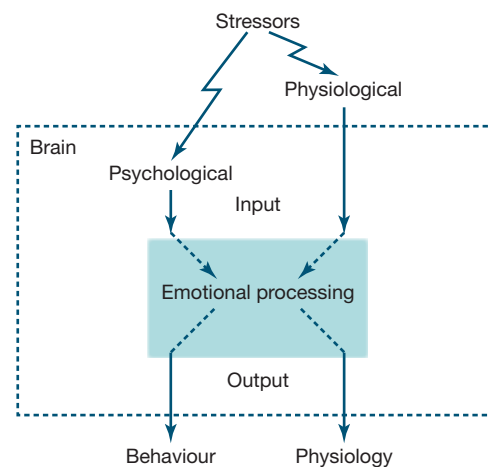 Stressors
Physiological
Brain
Psychological
Input
Emotional processing
Output
Behaviour
Physiology